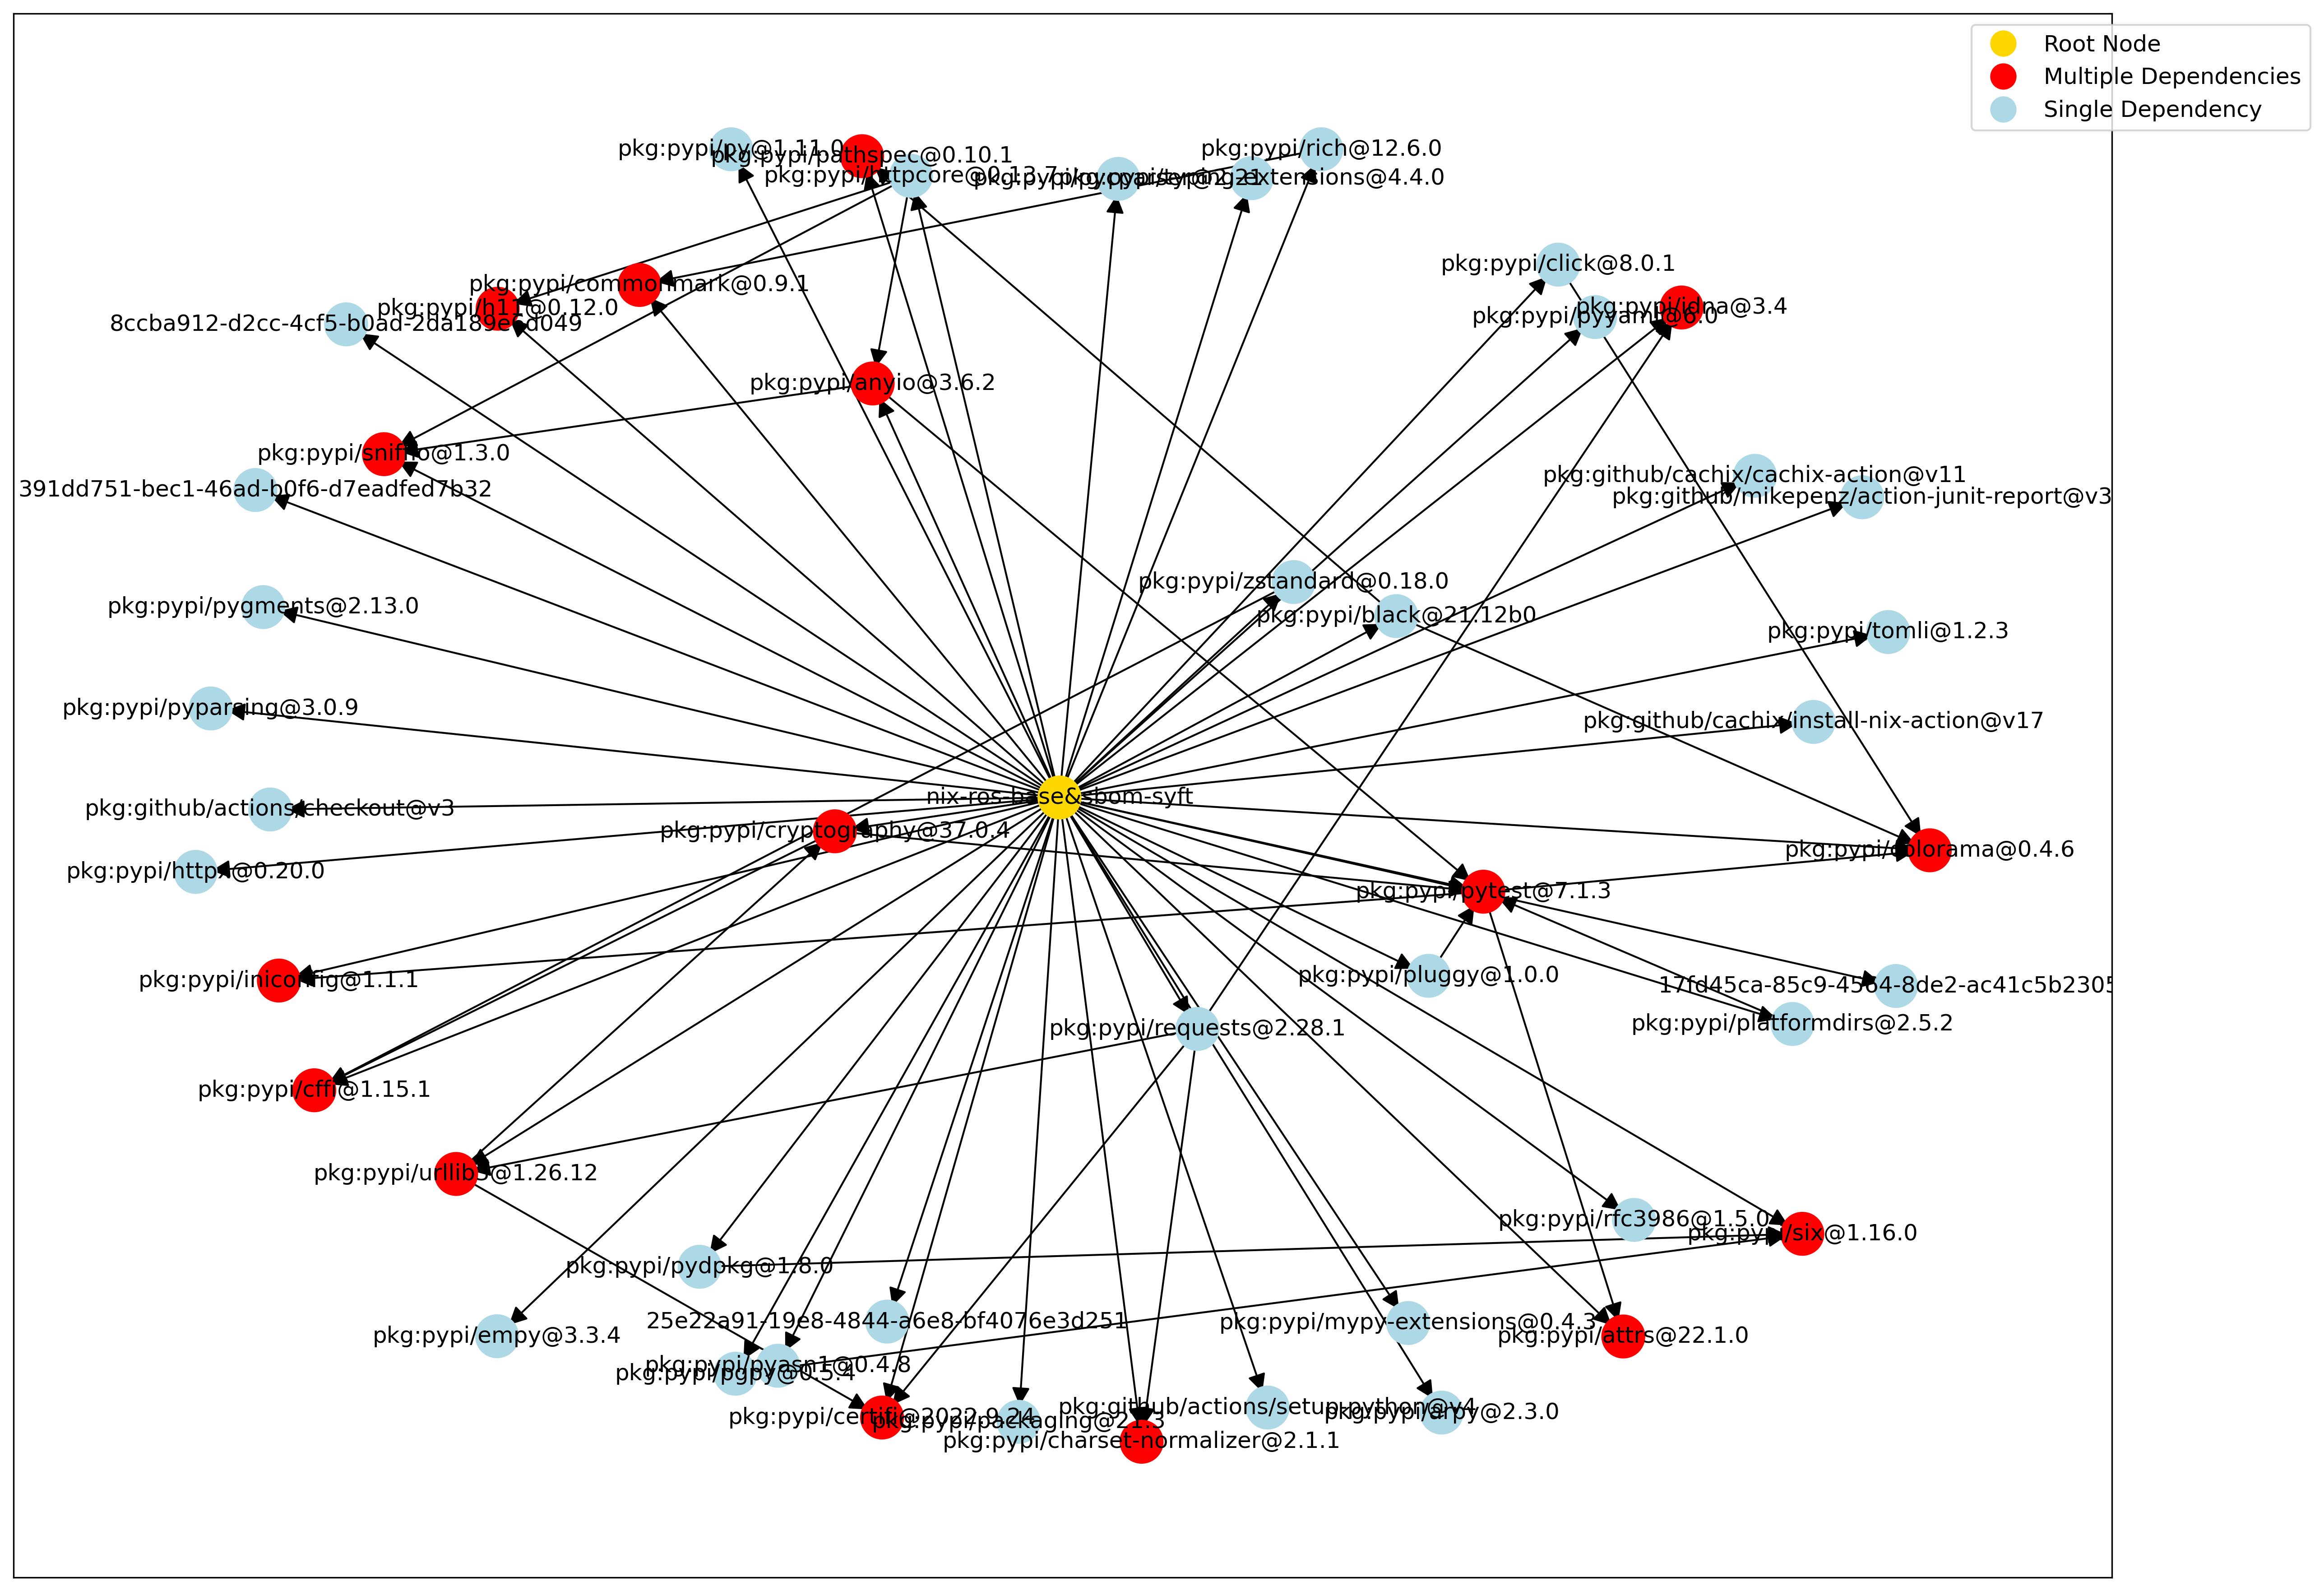 Root Node
Multiple Dependencies
Single Dependency
pkg:pypi/py@1.11.0
pkg:pypi/pathspec@0.10.1
pkg:pypi/rich@12.6.0
pkg:pypi/httpcore@0.13.7
pkg:pypi/pycparser@2.21
pkg:pypi/typing-extensions@4.4.0
pkg:pypi/click@8.0.1
pkg:pypi/commonmark@0.9.1
pkg:pypi/h11@0.12.0
pkg:pypi/idna@3.4
pkg:pypi/pyyaml@6.0
8ccba912-d2cc-4cf5-b0ad-2da189e6d049
pkg:pypi/anyio@3.6.2
pkg:pypi/sniffio@1.3.0
pkg:github/cachix/cachix-action@v11
391dd751-bec1-46ad-b0f6-d7eadfed7b32
pkg:github/mikepenz/action-junit-report@v3
pkg:pypi/zstandard@0.18.0
pkg:pypi/pygments@2.13.0
pkg:pypi/black@21.12b0
pkg:pypi/tomli@1.2.3
pkg:pypi/pyparsing@3.0.9
pkg:github/cachix/install-nix-action@v17
nix-ros-base&sbom-syft
pkg:github/actions/checkout@v3
pkg:pypi/cryptography@37.0.4
pkg:pypi/colorama@0.4.6
pkg:pypi/httpx@0.20.0
pkg:pypi/pytest@7.1.3
pkg:pypi/iniconfig@1.1.1
pkg:pypi/pluggy@1.0.0
17fd45ca-85c9-4564-8de2-ac41c5b2305
pkg:pypi/platformdirs@2.5.2
pkg:pypi/requests@2.28.1
pkg:pypi/cffi@1.15.1
pkg:pypi/urllib3@1.26.12
pkg:pypi/rfc3986@1.5.0
pkg:pypi/six@1.16.0
pkg:pypi/pydpkg@1.8.0
25e22a91-19e8-4844-a6e8-bf4076e3d251
pkg:pypi/mypy-extensions@0.4.3
pkg:pypi/empy@3.3.4
pkg:pypi/attrs@22.1.0
pkg:pypi/pyasn1@0.4.8
pkg:pypi/pgpy@0.5.4
pkg:github/actions/setup-python@v4
pkg:pypi/arpy@2.3.0
pkg:pypi/certifi@2022.9.24
pkg:pypi/packaging@21.3
pkg:pypi/charset-normalizer@2.1.1